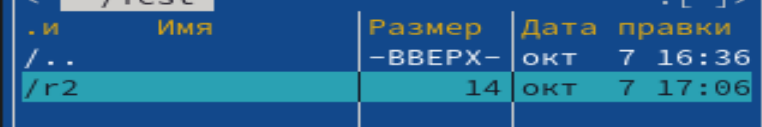 /Test
.и Имя Размер Дата правки
/.. -ВВЕРХ- окт 7 16:36
/r2 14 окт 7 17:06